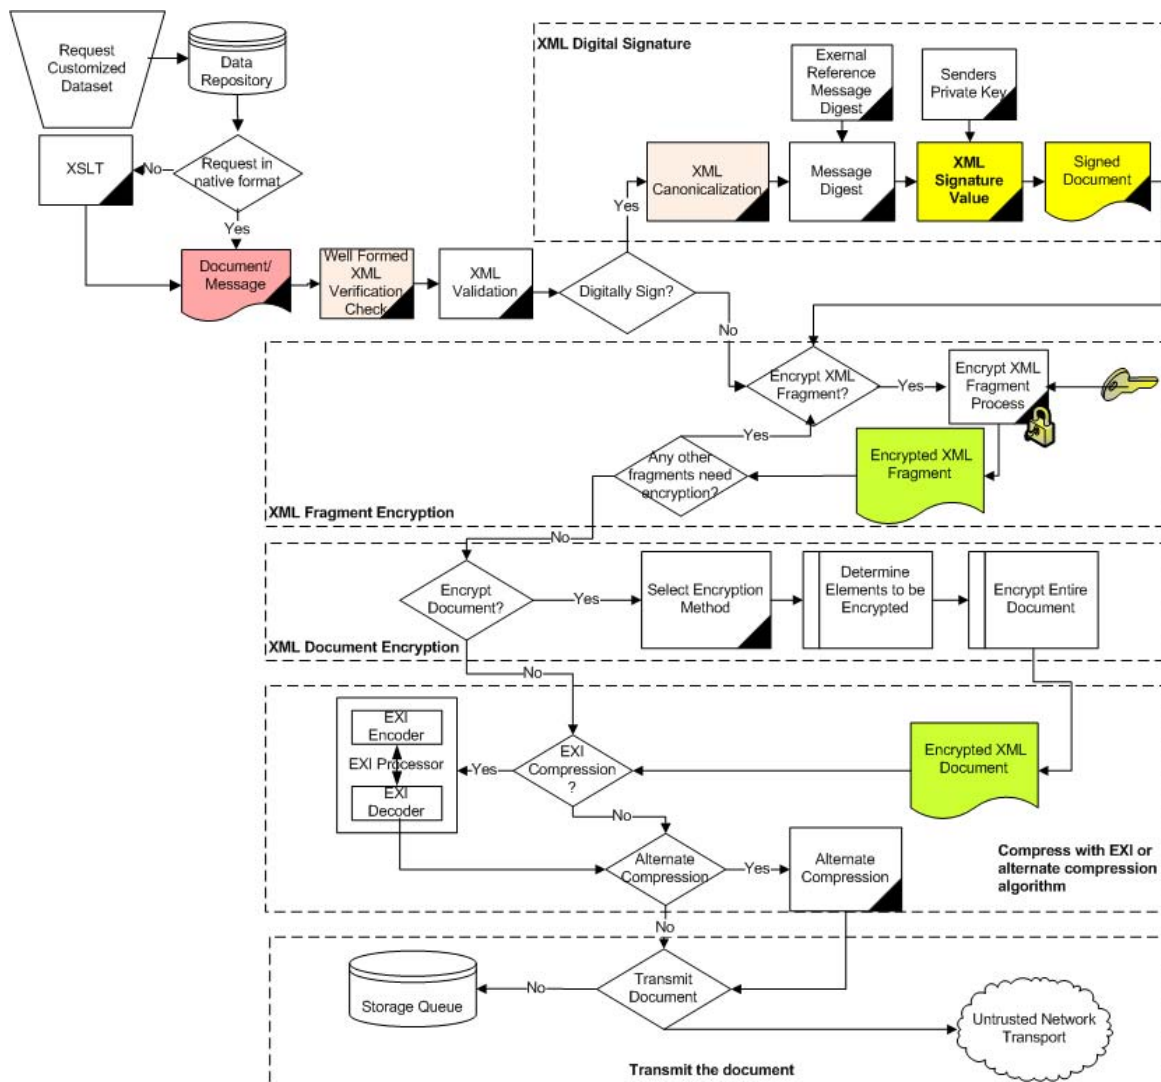 Request
Customized
Dataset
Data
Repository
XML Digital Signature
Exernal
Reference
Message
Digest
Senders
Private Key
XSLT
No
Request in
native format
Yes
XML
Canonicalization
Message
Digest
XML
Signature
Value
Signed
Document
Yes
Document/
Message
Well Formed
XML
Verification
Check
XML
Validation
Digitally Sign?
No
Encrypt XML
Fragment?
Yes
Encrypt XML
Fragment
Process
Yes
Any other
fragments need
encryption?
Encrypted XML
Fragment
XML Fragment Encryption
No
Encrypt
Document?
Yes
Select Encryption
Method
Determine
Elements to be
Encrypted
Encrypt Entire
Document
XML Document Encryption
No
EXI
Encoder
EXI Processor
EXI
Decoder
Yes
EXI
Compression
?
Encrypted XML
Document
No
Alternate
Compression
Yes
Alternate
Compression
Compress with EXI or
alternate compression
algorithm
No
Storage Queue
No
Transmit
Document
Untrusted Network
Transport
Transmit the document